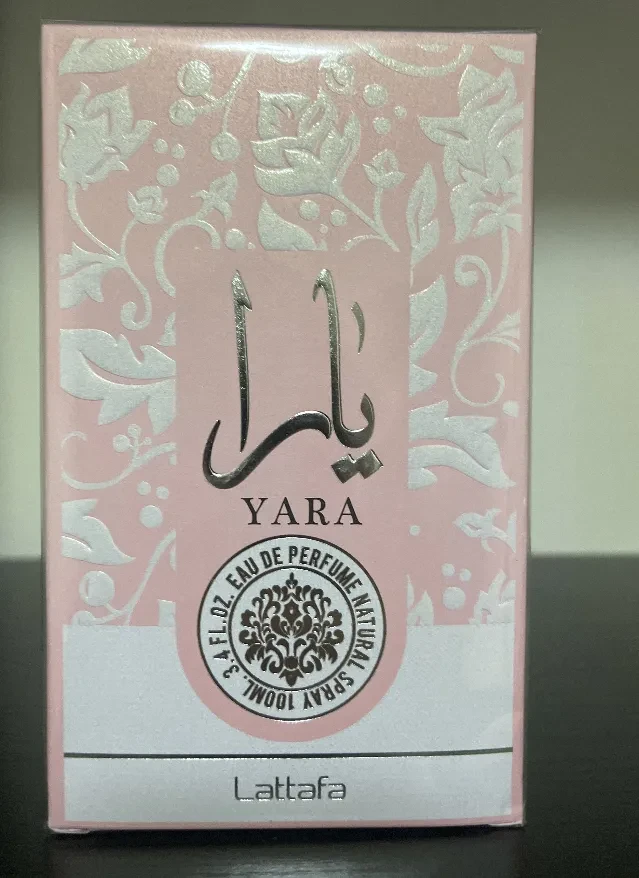 يارا
YARA
EAU DE PERFUME NATURAL SPRAY 100ML. 3.4 FL.OZ.
Lattafa